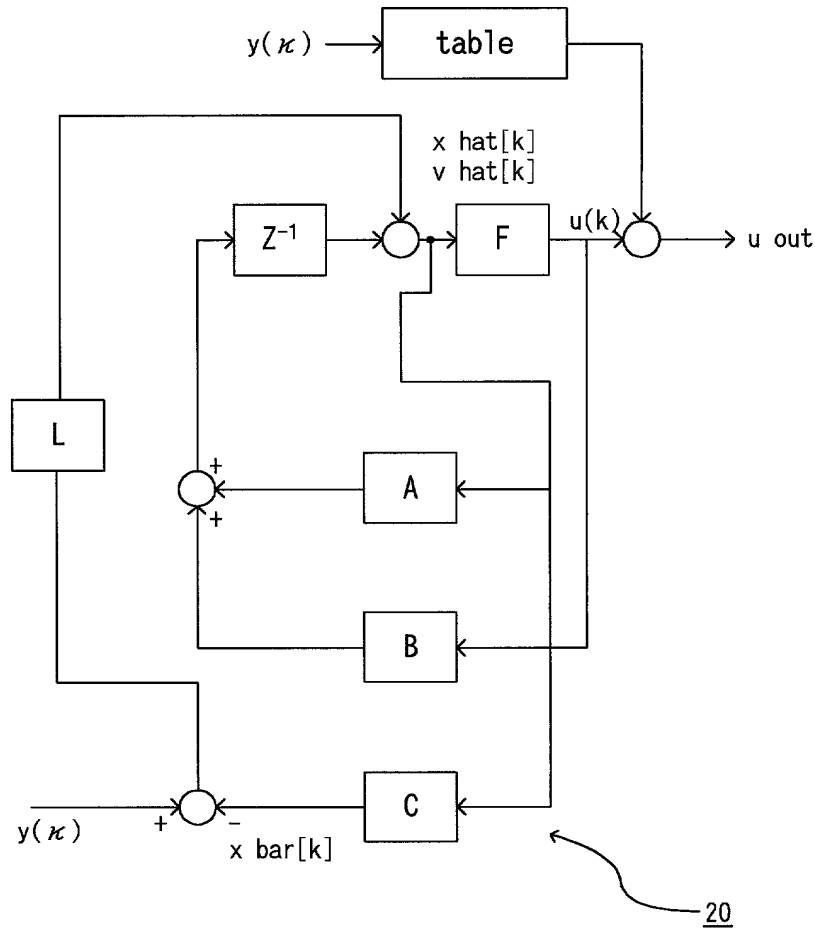 y(κ)
table
x hat[k]
v hat[k]
Z⁻¹
F
u(k)
u out
L
+
A
+
B
C
y(κ)
+
-
x bar[k]
20